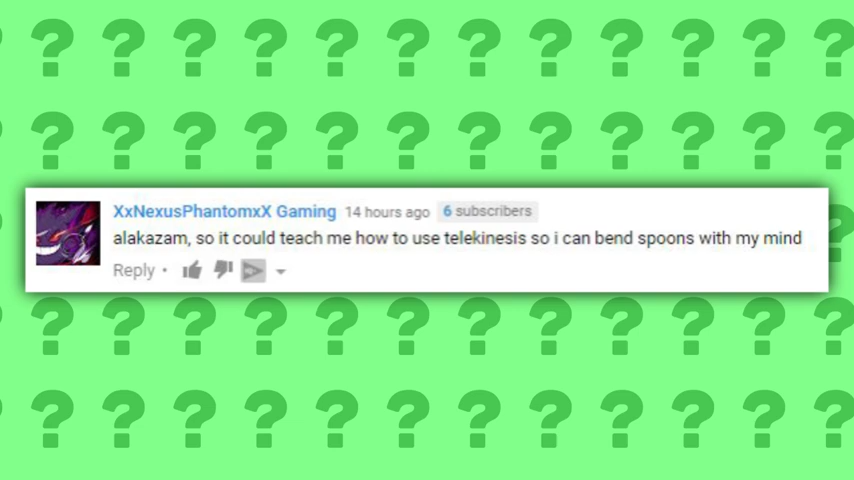 XxNexusPhantomxX Gaming 14 hours ago 6 subscribers
alakazam, so it could teach me how to use telekinesis so i can bend spoons with my mind
Reply •